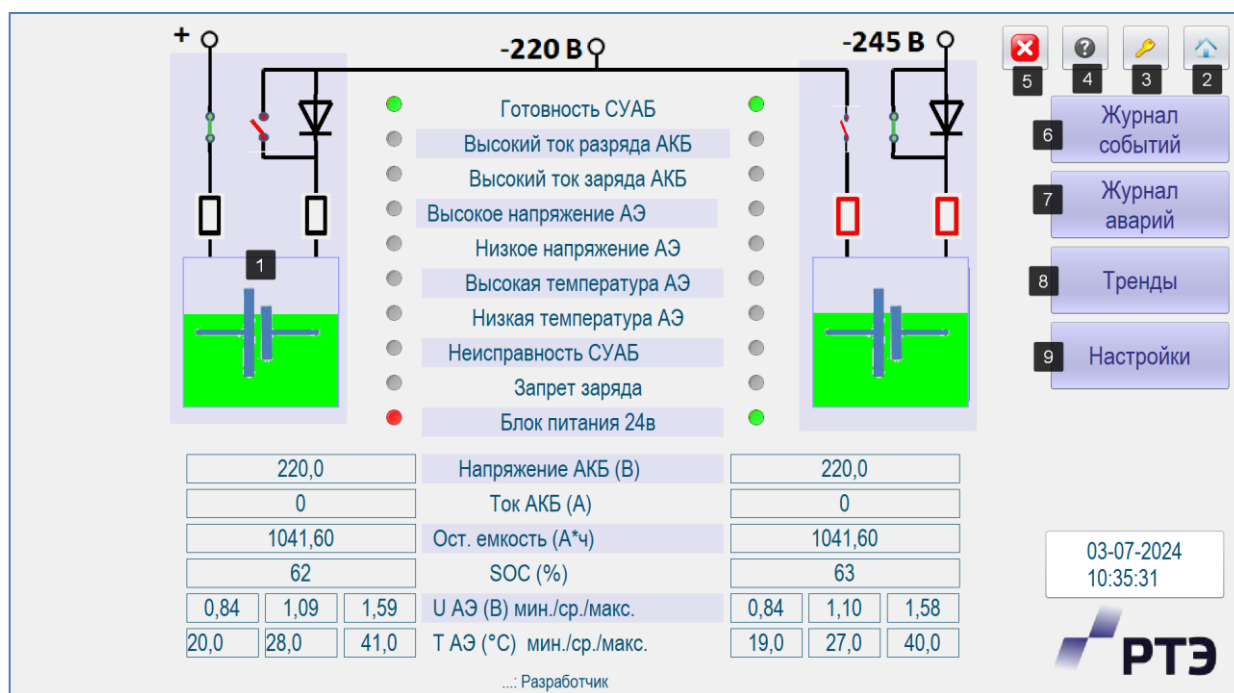 +
-220 В
-245 В
5
4
3
2
Готовность СУАБ
Высокий ток разряда АКБ
Высокий ток заряда АКБ
Высокое напряжение АЭ
Низкое напряжение АЭ
Высокая температура АЭ
Низкая температура АЭ
Неисправность СУАБ
Запрет заряда
Блок питания 24в
1
6
Журнал
событий
7
Журнал
аварий
8
Тренды
9
Настройки
220,0 Напряжение АКБ (В) 220,0
0 Ток АКБ (А) 0
1041,60 Ост. емкость (А*ч) 1041,60
62 SOC (%) 63
0,84 1,09 1,59 U АЭ (В) мин./ср./макс. 0,84 1,10 1,58
20,0 28,0 41,0 T АЭ (°C) мин./ср./макс. 19,0 27,0 40,0
...: Разработчик
03-07-2024
10:35:31
РТЭ